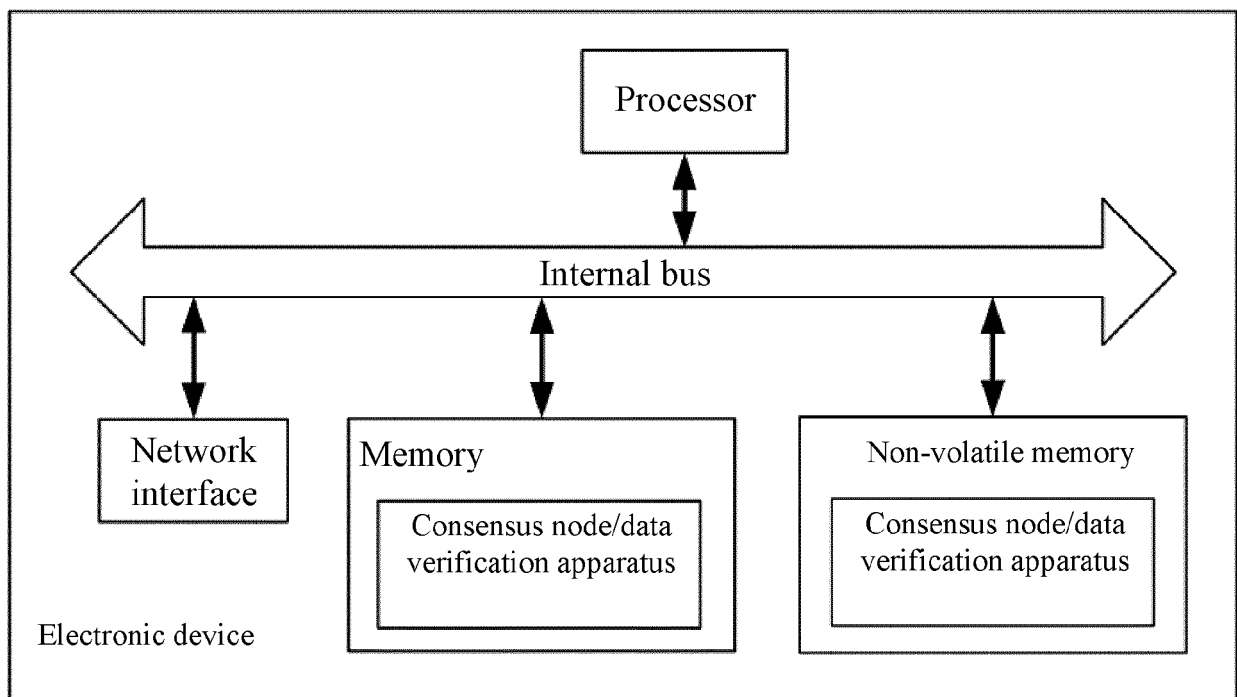 Processor
Internal bus
Network
interface
Memory
Consensus node/data
verification apparatus
Non-volatile memory
Consensus node/data
verification apparatus
Electronic device